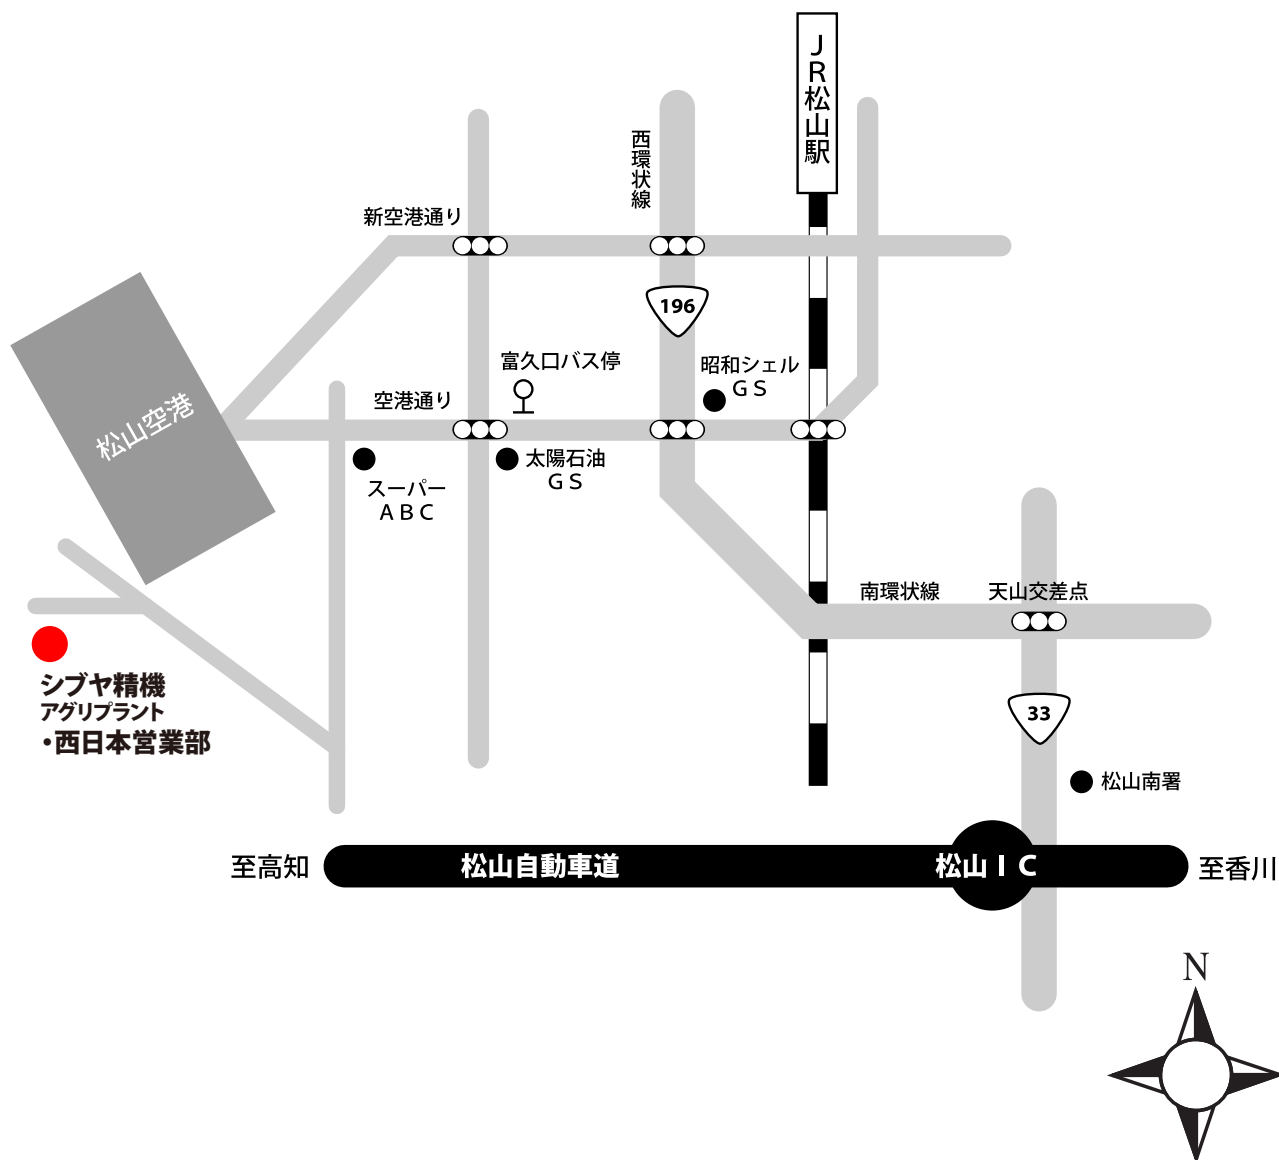 ＪＲ松山駅
西環状線
新空港通り
196
富久口バス停
昭和シェル
ＧＳ
空港通り
松山空港
太陽石油
ＧＳ
スーパー
ＡＢＣ
南環状線
天山交差点
シブヤ精機
アグリプラント
・西日本営業部
33
松山南署
至高知
松山自動車道
松山ＩＣ
至香川
N